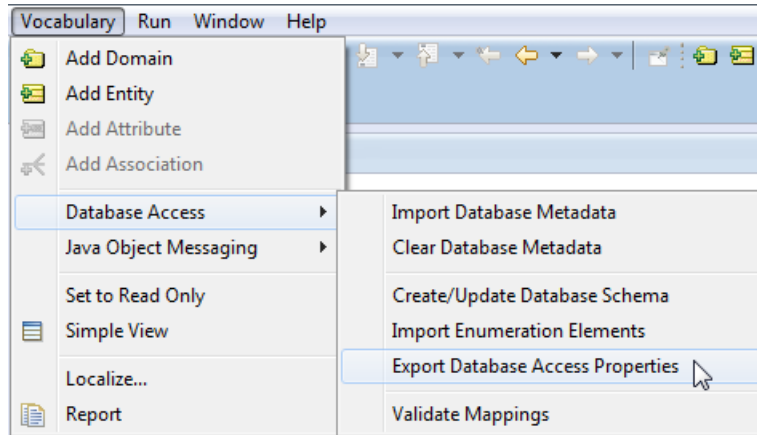 Vocabulary Run Window Help
Add Domain
Add Entity
Add Attribute
Add Association
Database Access
Java Object Messaging
Set to Read Only
Simple View
Localize...
Report
Import Database Metadata
Clear Database Metadata
Create/Update Database Schema
Import Enumeration Elements
Export Database Access Properties
Validate Mappings